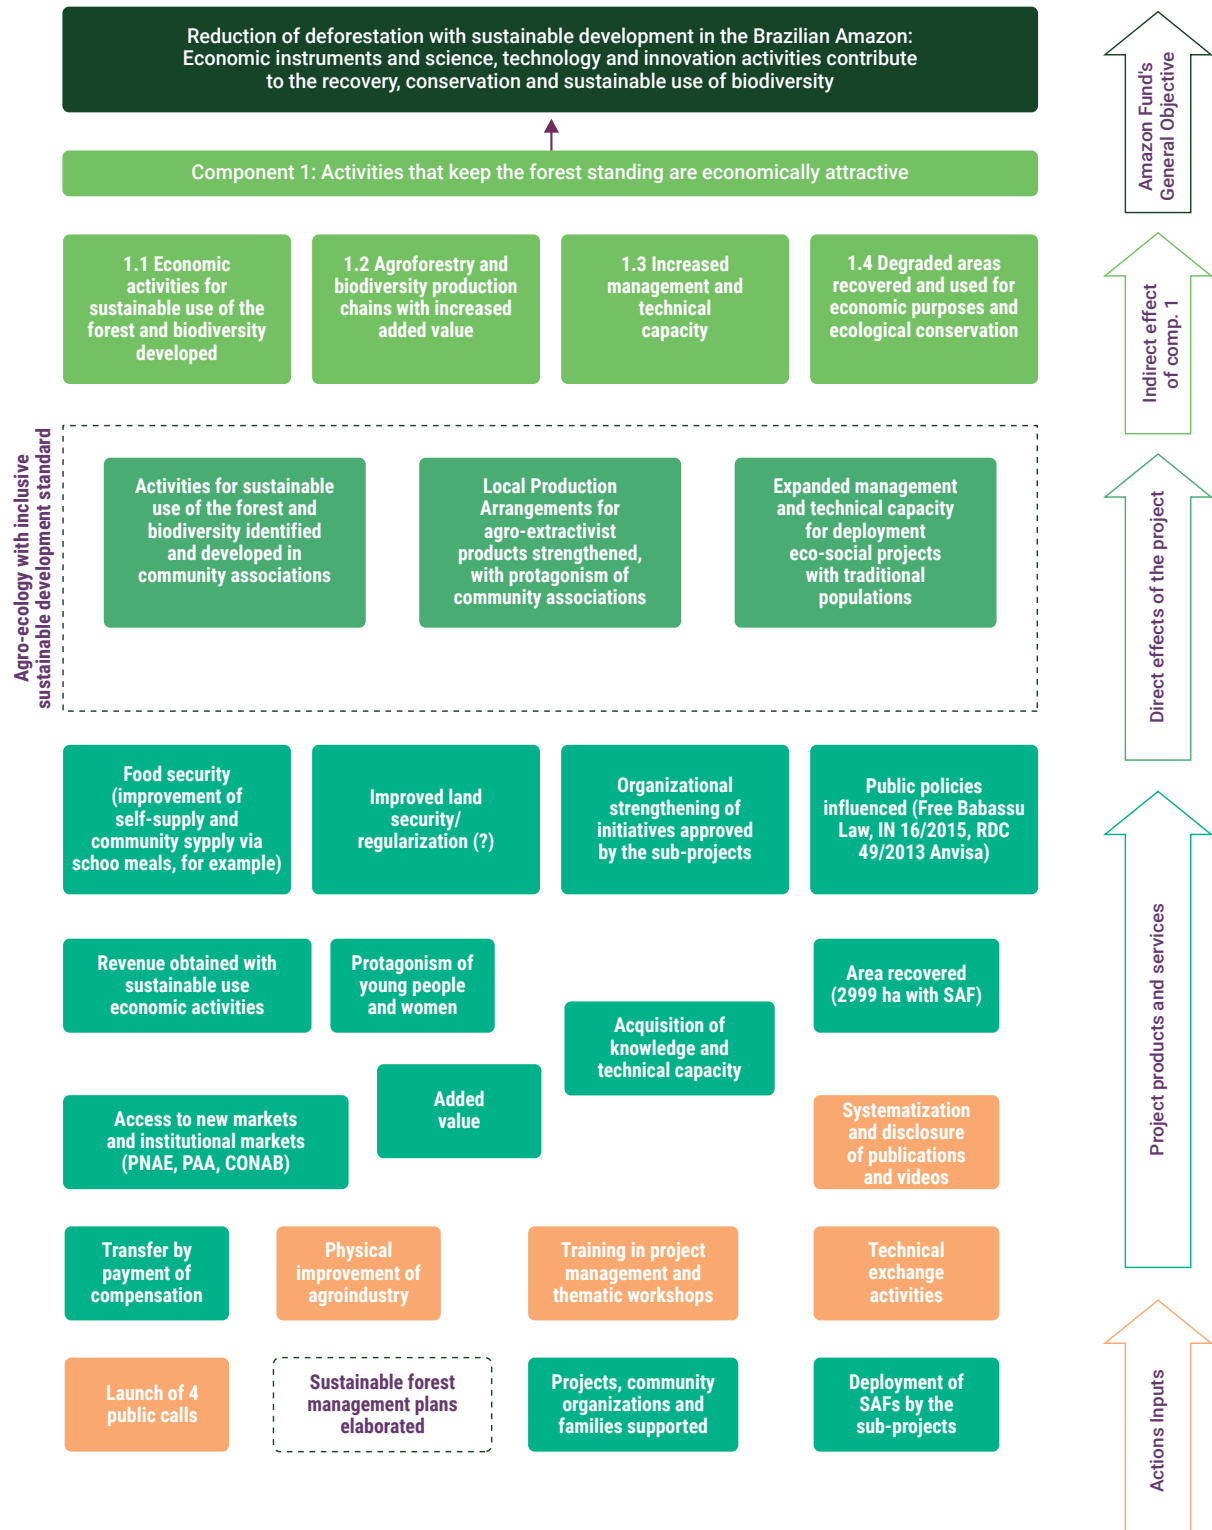 Reduction of deforestation with sustainable development in the Brazilian Amazon:
Economic instruments and science, technology and innovation activities contribute
to the recovery, conservation and sustainable use of biodiversity
Amazon Fund's
General Objective
Component 1: Activities that keep the forest standing are economically attractive
1.1 Economic
activities for
sustainable use of the
forest and biodiversity
developed
1.2 Agroforestry and
biodiversity production
chains with increased
added value
1.3 Increased
management and
technical
capacity
1.4 Degraded areas
recovered and used for
economic purposes and
ecological conservation
Indirect effect
of comp. 1
Agro-ecology with inclusive
sustainable development standard
Activities for sustainable
use of the forest and
biodiversity identified
and developed in
community associations
Local Production
Arrangements for
agro-extractivist
products strengthened,
with protagonism of
community associations
Expanded management
and technical capacity
for deployment
eco-social projects
with traditional
populations
Direct effects of the project
Food security
(improvement of
self-supply and
community sypply via
schoo meals, for example)
Improved land
security/
regularization (?)
Organizational
strengthening of
initiatives approved
by the sub-projects
Public policies
influenced (Free Babassu
Law, IN 16/2015, RDC
49/2013 Anvisa)
Revenue obtained with
sustainable use
economic activities
Protagonism of
young people
and women
Acquisition of
knowledge and
technical capacity
Area recovered
(2999 ha with SAF)
Access to new markets
and institutional markets
(PNAE, PAA, CONAB)
Added
value
Systematization
and disclosure
of publications
and videos
Project products and services
Transfer by
payment of
compensation
Physical
improvement of
agroindustry
Training in project
management and
thematic workshops
Technical
exchange
activities
Launch of 4
public calls
Sustainable forest
management plans
elaborated
Projects, community
organizations and
families supported
Deployment of
SAFs by the
sub-projects
Actions Inputs